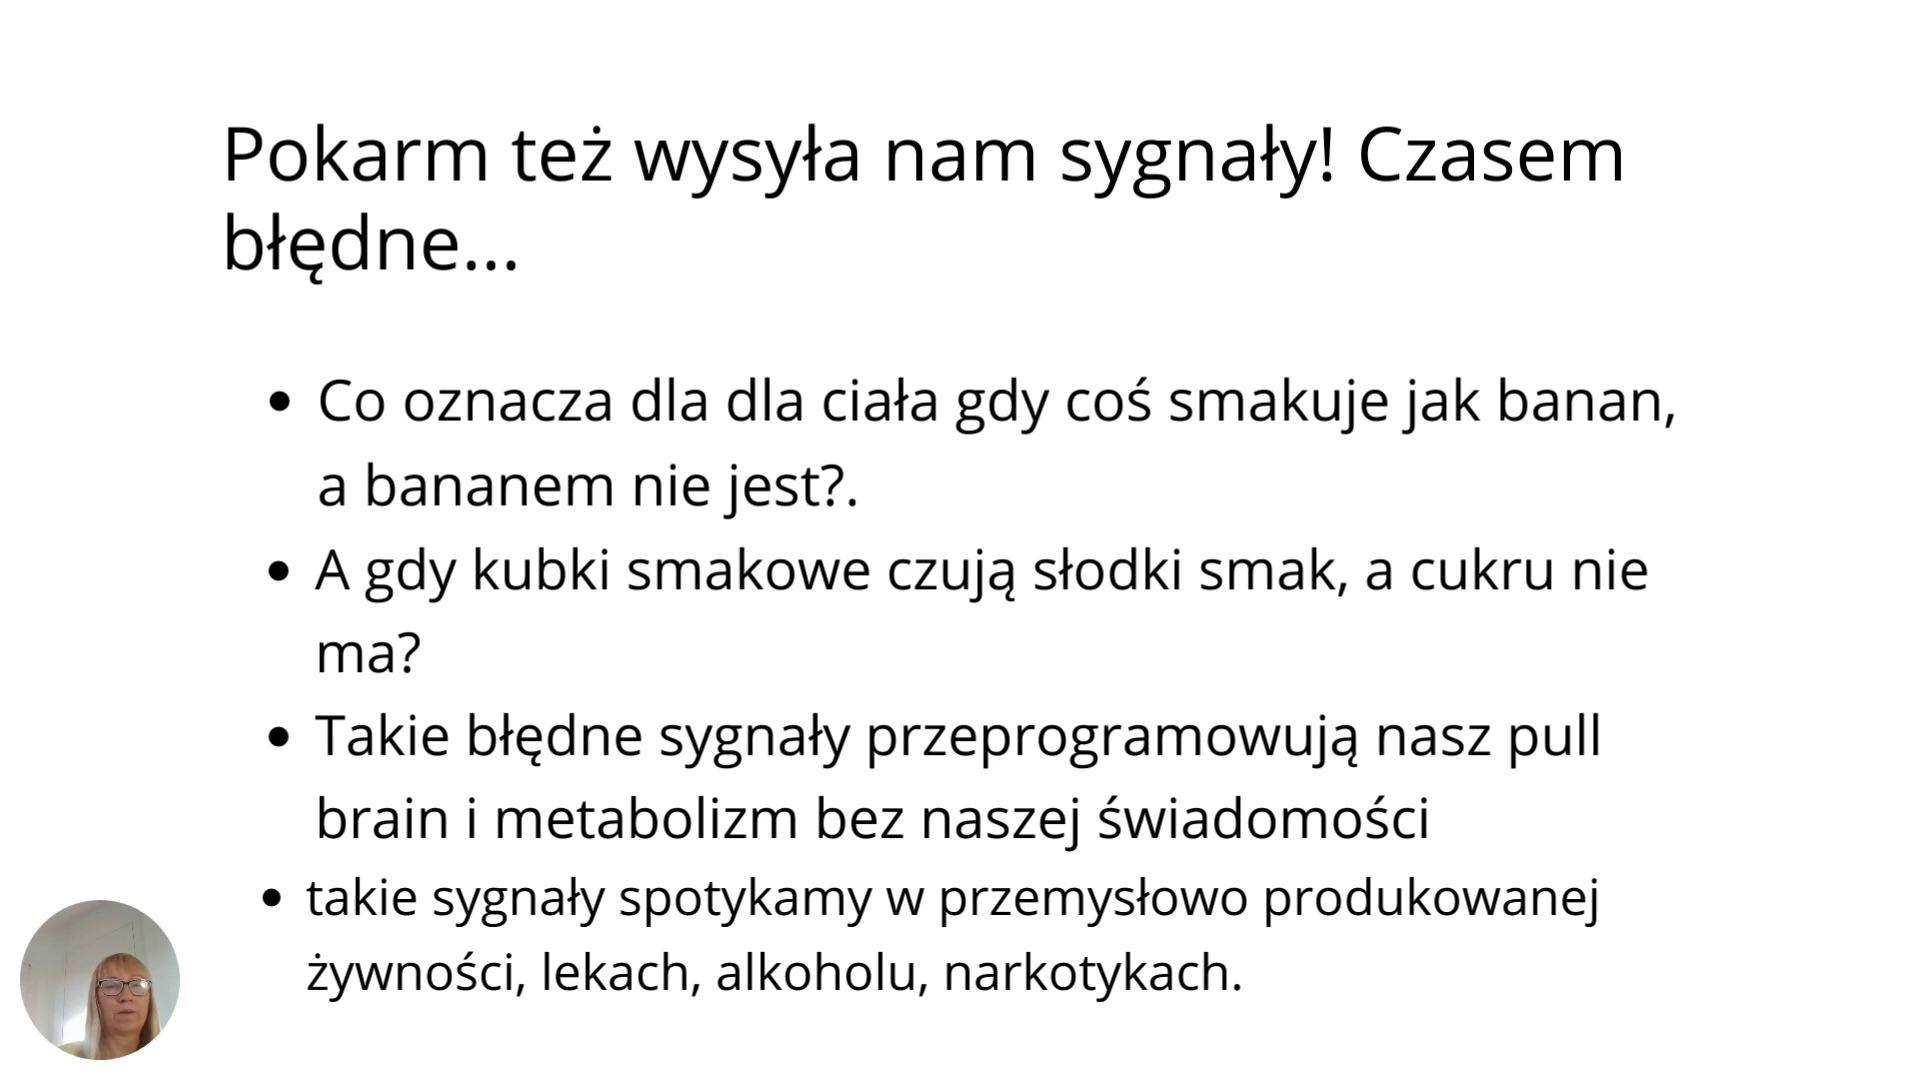 Pokarm też wysyła nam sygnały! Czasem
błędne...
• Co oznacza dla dla ciała gdy coś smakuje jak banan,
a bananem nie jest?.
• A gdy kubki smakowe czują słodki smak, a cukru nie
ma?
• Takie błędne sygnały przeprogramowują nasz pull
brain i metabolizm bez naszej świadomości
• takie sygnały spotykamy w przemysłowo produkowanej
żywności, lekach, alkoholu, narkotykach.